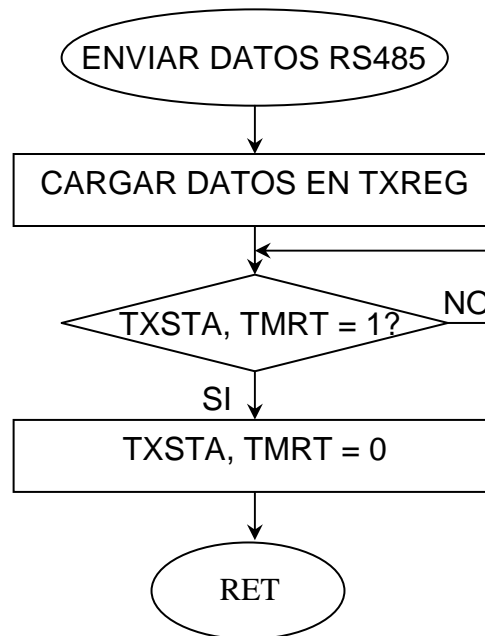 ENVIAR DATOS RS485
CARGAR DATOS EN TXREG
TXSTA, TMRT = 1?
NO
SI
TXSTA, TMRT = 0
RET